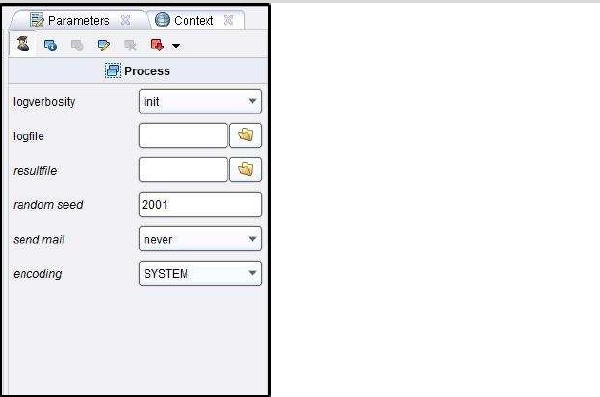 Parameters Context
Process
logverbosity init
logfile
resultfile
random seed 2001
send mail never
encoding SYSTEM